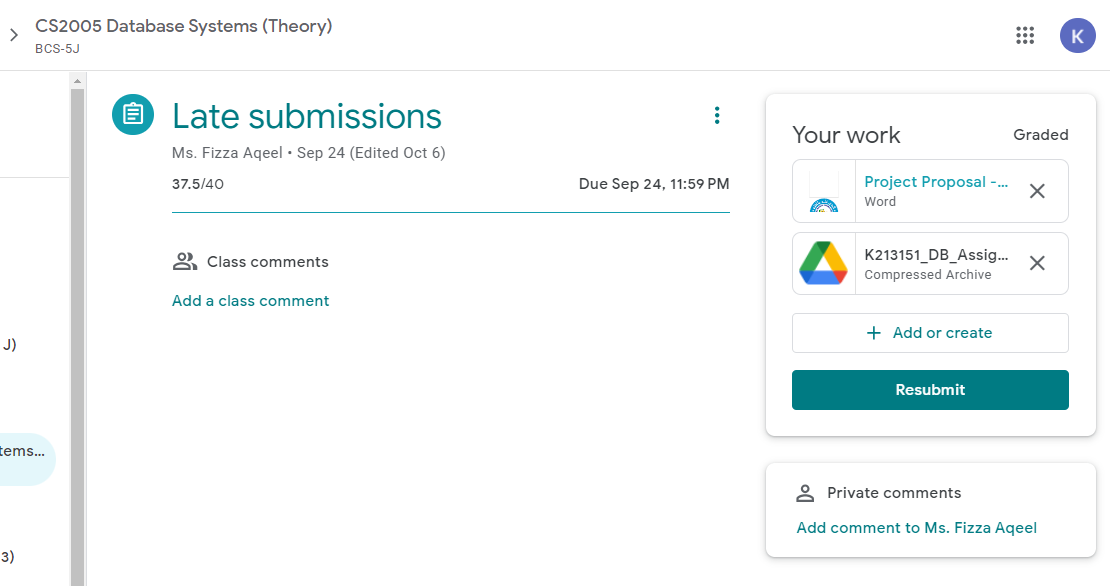 CS2005 Database Systems (Theory)
BCS-5J
K
Late submissions
Ms. Fizza Aqeel • Sep 24 (Edited Oct 6)
37.5/40
Due Sep 24, 11:59 PM
Class comments
Add a class comment
J)
tems...
3)
Your work
Graded
Project Proposal -...
Word
K213151_DB_Assig...
Compressed Archive
+ Add or create
Resubmit
Private comments
Add comment to Ms. Fizza Aqeel